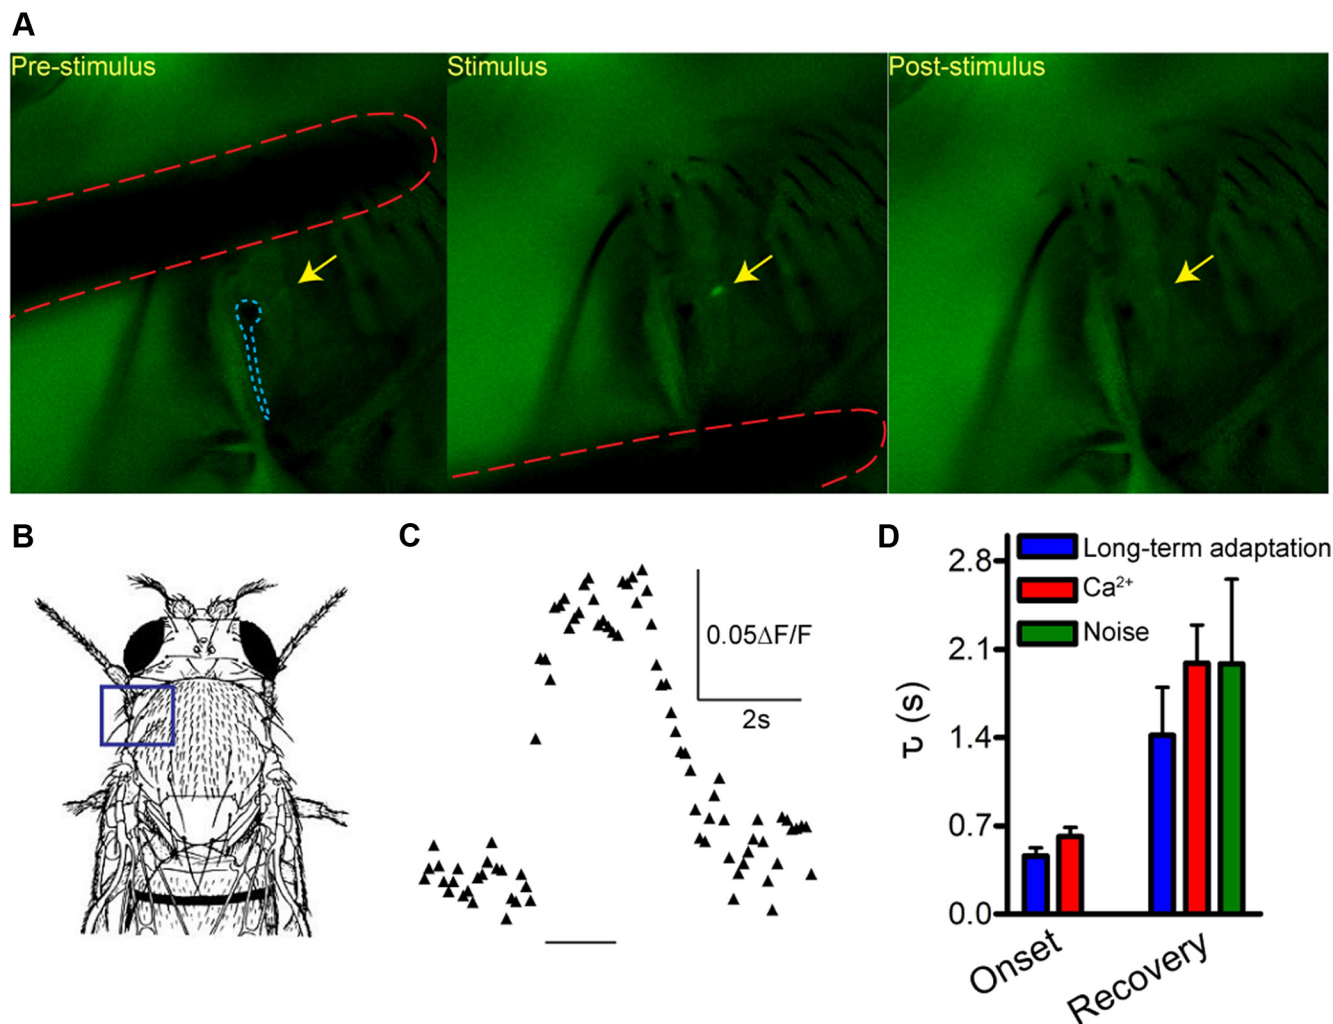 A
Pre-stimulus
Stimulus
Post-stimulus
B
C
0.05ΔF/F
2s
D
Long-term adaptation
Ca²⁺
Noise
τ (s)
2.8
2.1
1.4
0.7
0.0
Onset
Recovery